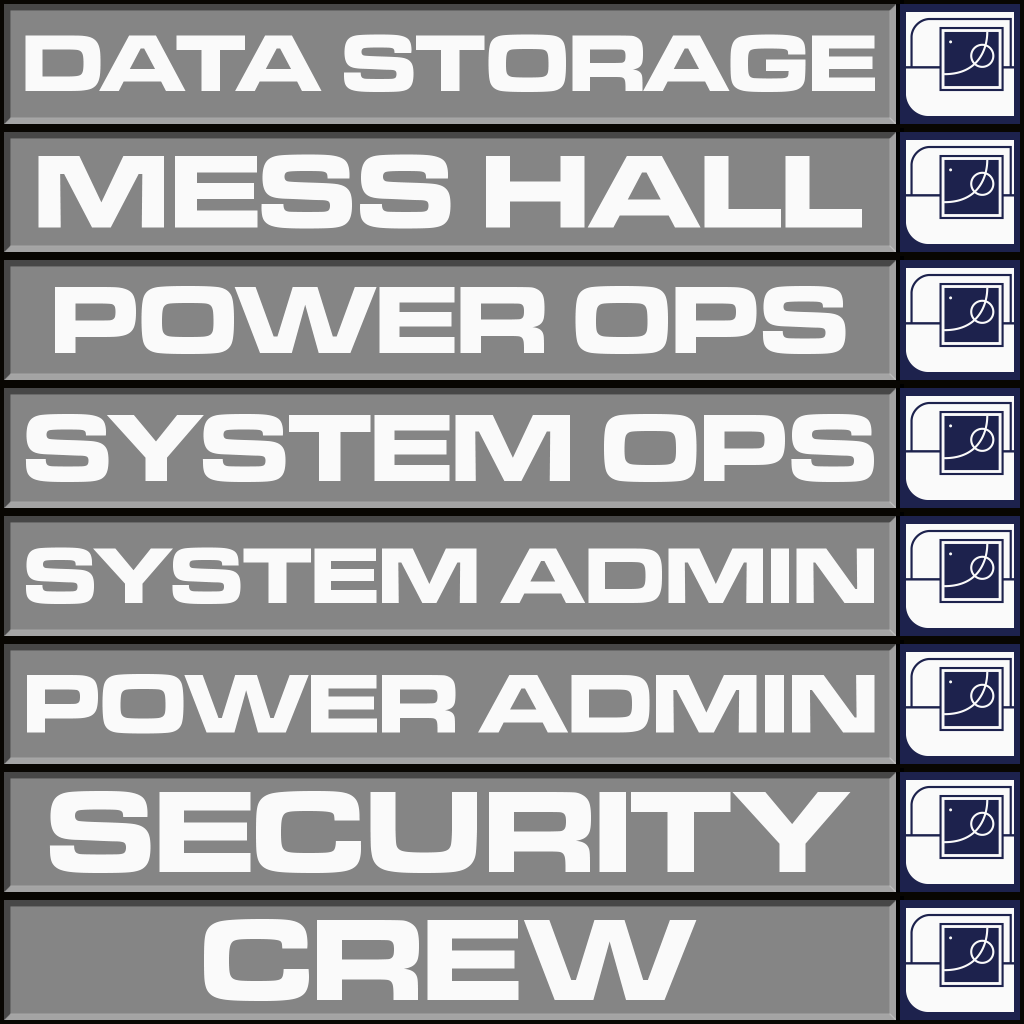 DATA STORAGE
MESS HALL
POWER OPS
SYSTEM OPS
SYSTEM ADMIN
POWER ADMIN
SECURITY
CREW